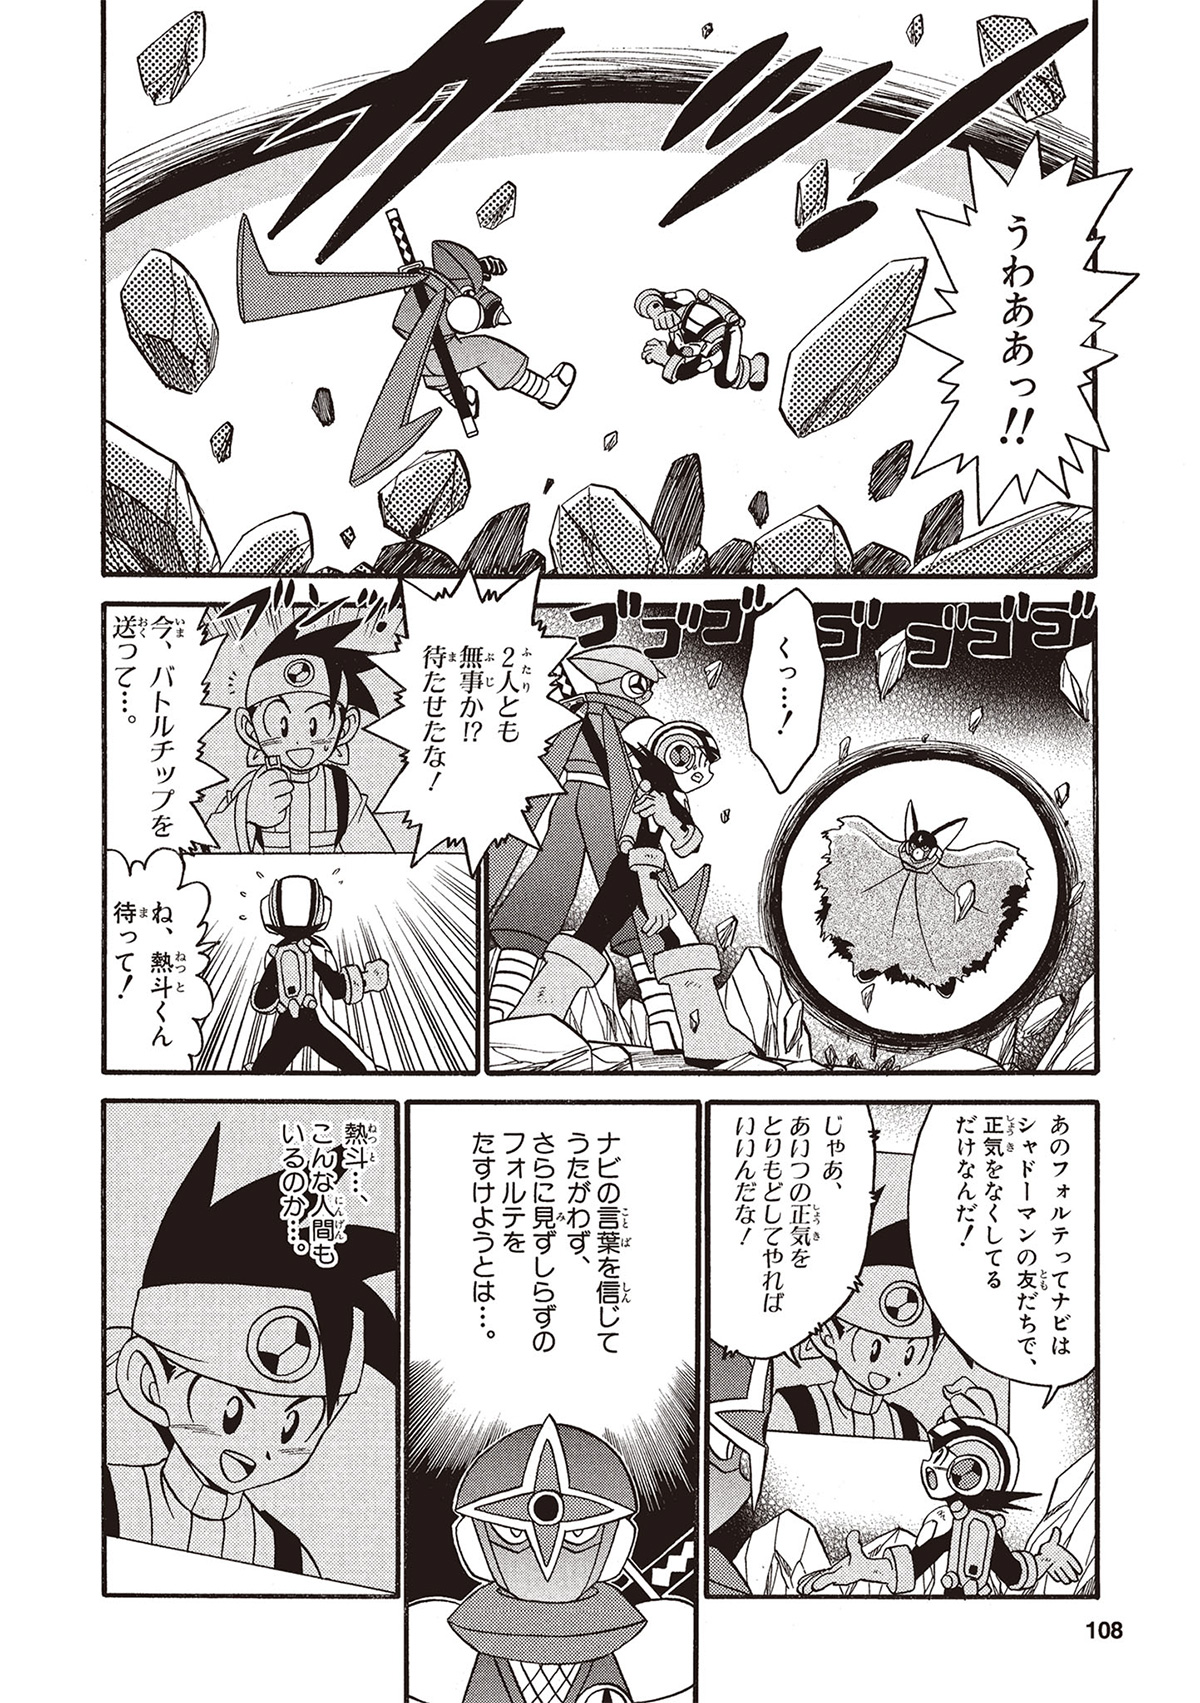 カッ!
うわああっ!!
ゴゴゴゴゴゴゴ
くっ…!
ブンッ
2人とも
無事か!?
待たせたな!
今、バトルチップを
送って…。
ね、熱斗くん
待って!
あのフォルテってナビは
シャドーマンの友だちで、
正気をなくしてる
だけなんだ!
じゃあ、
あいつの正気を
とりもどしてやれば
いいんだな!
ナビの言葉を信じて
うたがわず、
さらに見ずしらずの
フォルテを
たすけようとは…。
熱斗…、
こんな人間も
いるのか…。
108